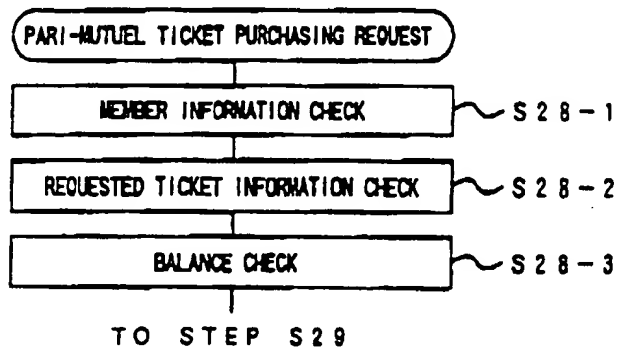 PARI-MUTUEL TICKET PURCHASING REQUEST
MEMBER INFORMATION CHECK S28-1
REQUESTED TICKET INFORMATION CHECK S28-2
BALANCE CHECK S28-3
TO STEP S29